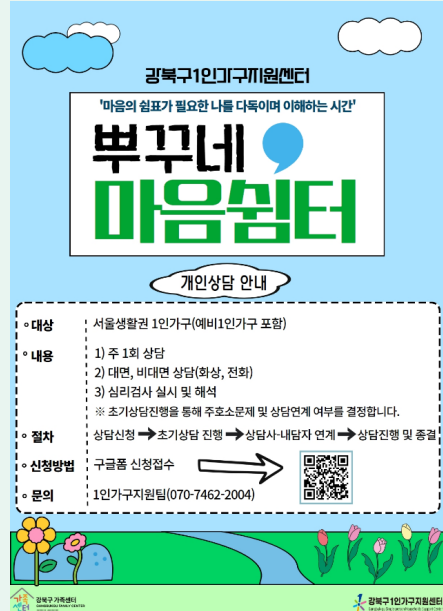 강북구1인가구지원센터
'마음의 쉼표가 필요한 나를 다독이며 이해하는 시간'
뿌꾸네
마음쉼터
개인상담 안내
◦ 대상 서울생활권 1인가구(예비1인가구 포함)
◦ 내용 1) 주 1회 상담
2) 대면, 비대면 상담(화상, 전화)
3) 심리검사 실시 및 해석
※ 초기상담진행을 통해 주호소문제 및 상담연계 여부를 결정합니다.
◦ 절차 상담신청 ➡ 초기상담 진행 ➡ 상담사-내담자 연계 ➡ 상담진행 및 종결
◦ 신청방법 구글폼 신청접수
◦ 문의 1인가구지원팀(070-7462-2004)
가족센터 강북구가족센터
GANGBUKGU FAMILY CENTER
강북구1인가구지원센터